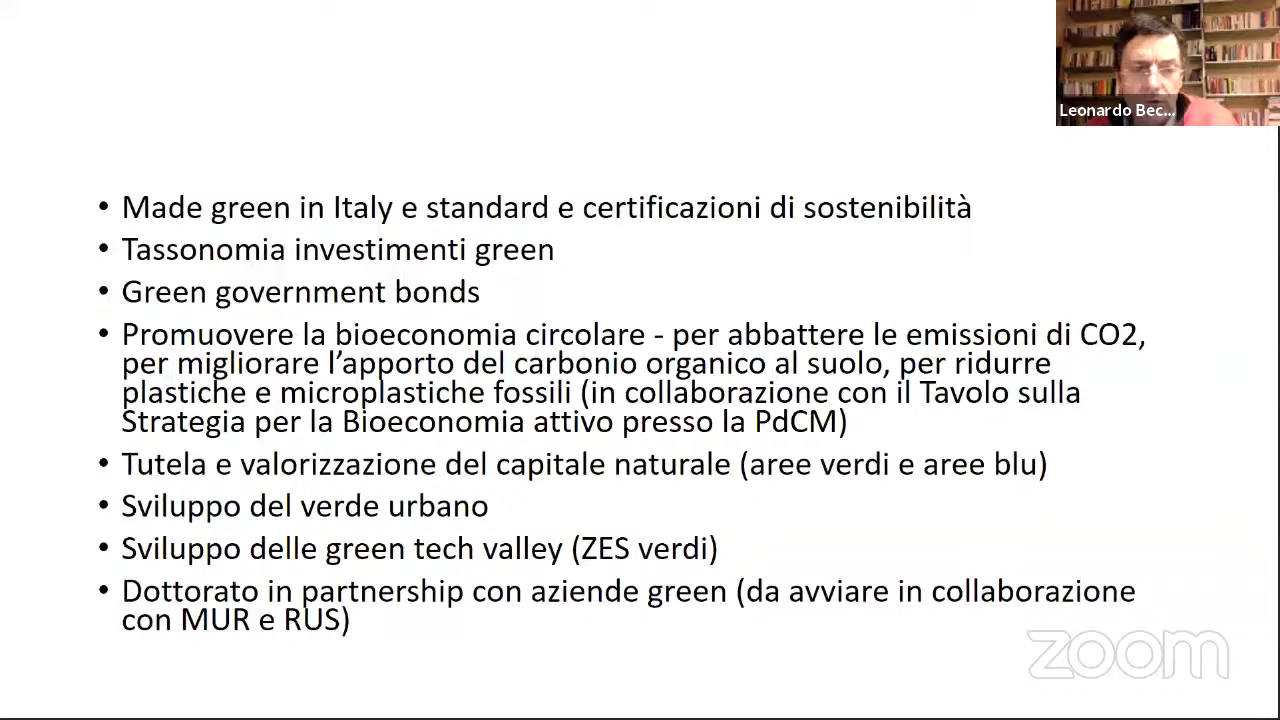 Leonardo Bec...
• Made green in Italy e standard e certificazioni di sostenibilità
• Tassonomia investimenti green
• Green government bonds
• Promuovere la bioeconomia circolare - per abbattere le emissioni di CO2,
per migliorare l’apporto del carbonio organico al suolo, per ridurre
plastiche e microplastiche fossili (in collaborazione con il Tavolo sulla
Strategia per la Bioeconomia attivo presso la PdCM)
• Tutela e valorizzazione del capitale naturale (aree verdi e aree blu)
• Sviluppo del verde urbano
• Sviluppo delle green tech valley (ZES verdi)
• Dottorato in partnership con aziende green (da avviare in collaborazione
con MUR e RUS)
zoom